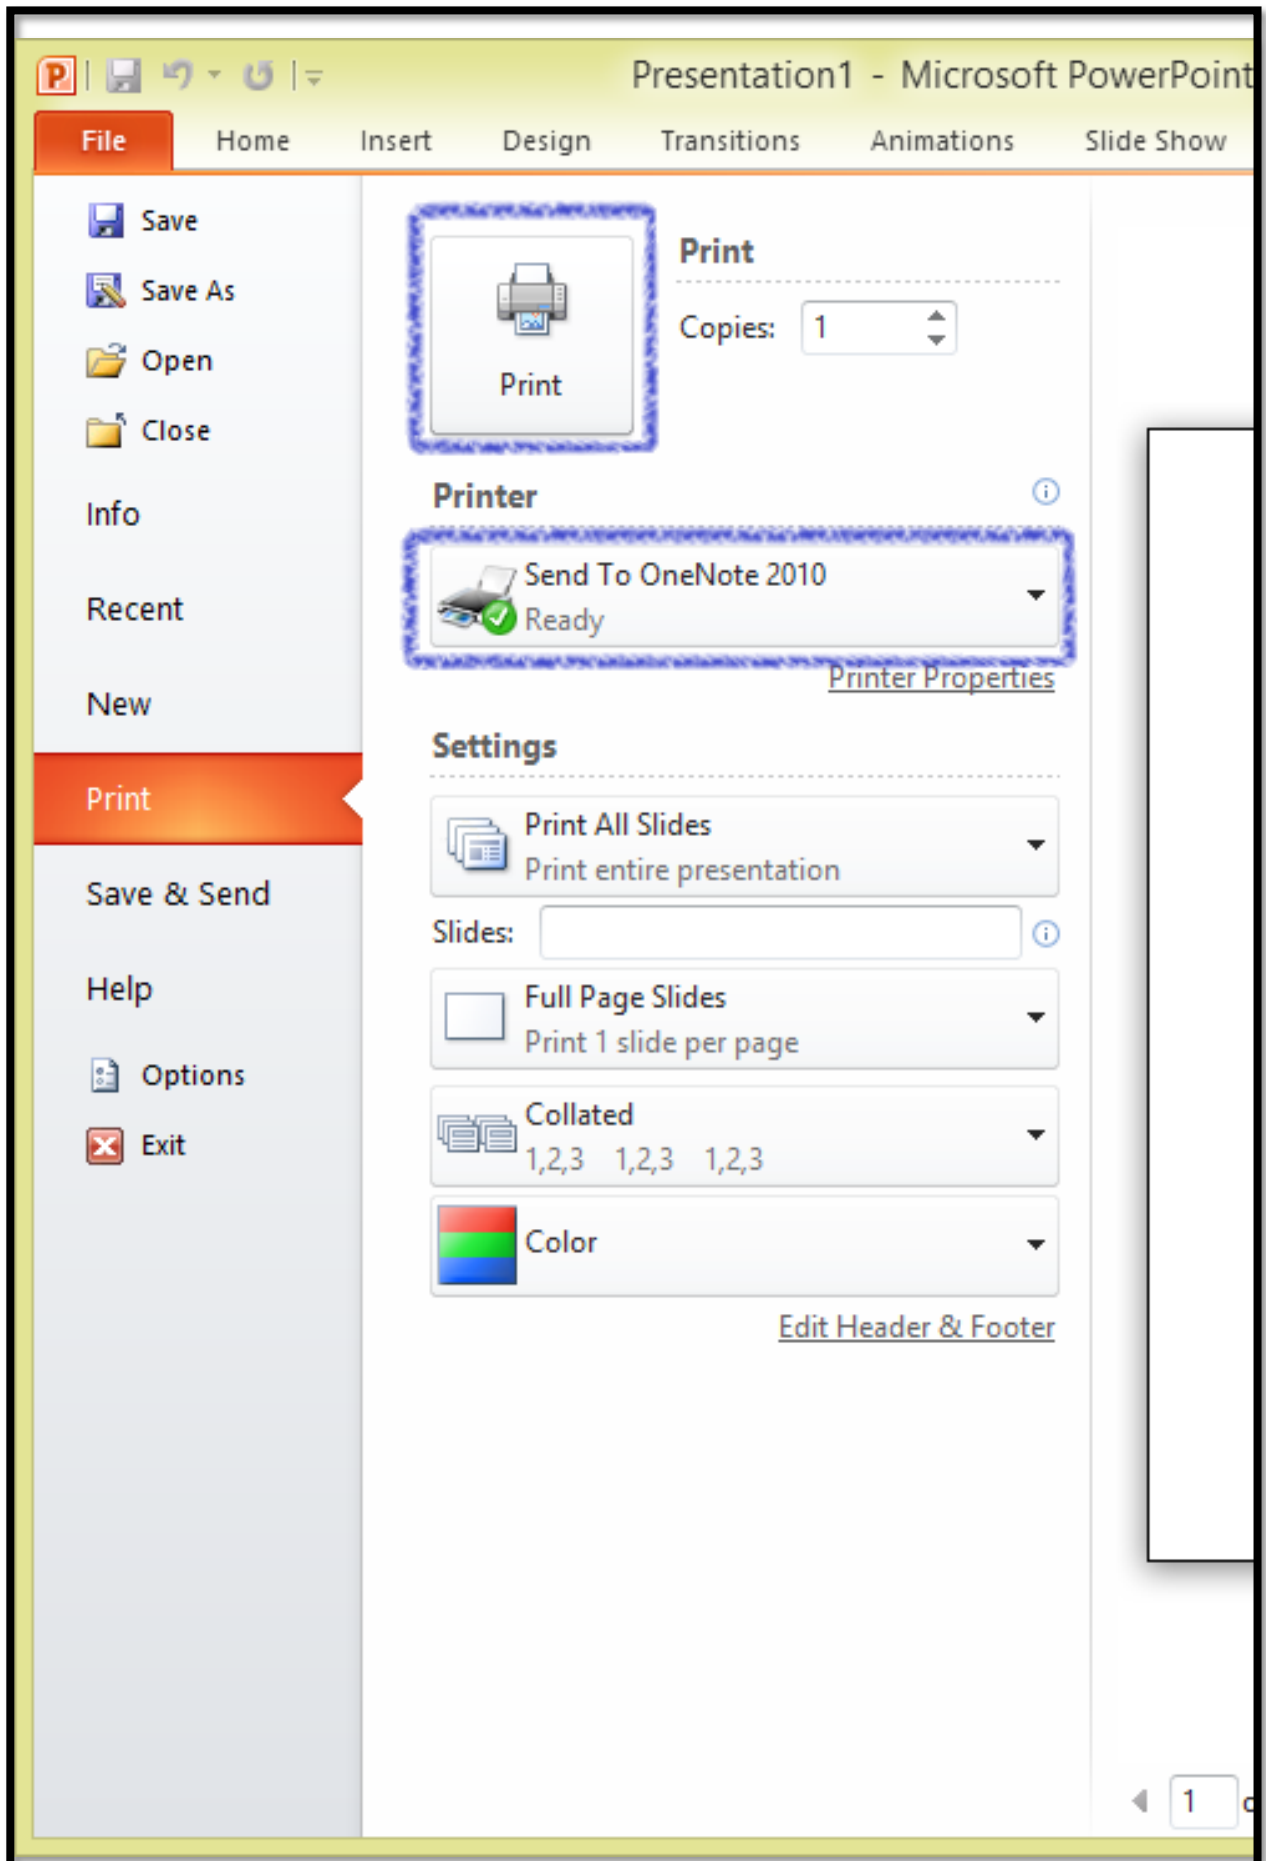 Presentation1 - Microsoft PowerPoint
File Home Insert Design Transitions Animations Slide Show
Save
Save As
Open
Close
Info
Recent
New
Print
Save & Send
Help
Options
Exit
Print
Print
Copies: 1
Printer
Send To OneNote 2010
Ready
Printer Properties
Settings
Print All Slides
Print entire presentation
Slides:
Full Page Slides
Print 1 slide per page
Collated
1,2,3 1,2,3 1,2,3
Color
Edit Header & Footer
1